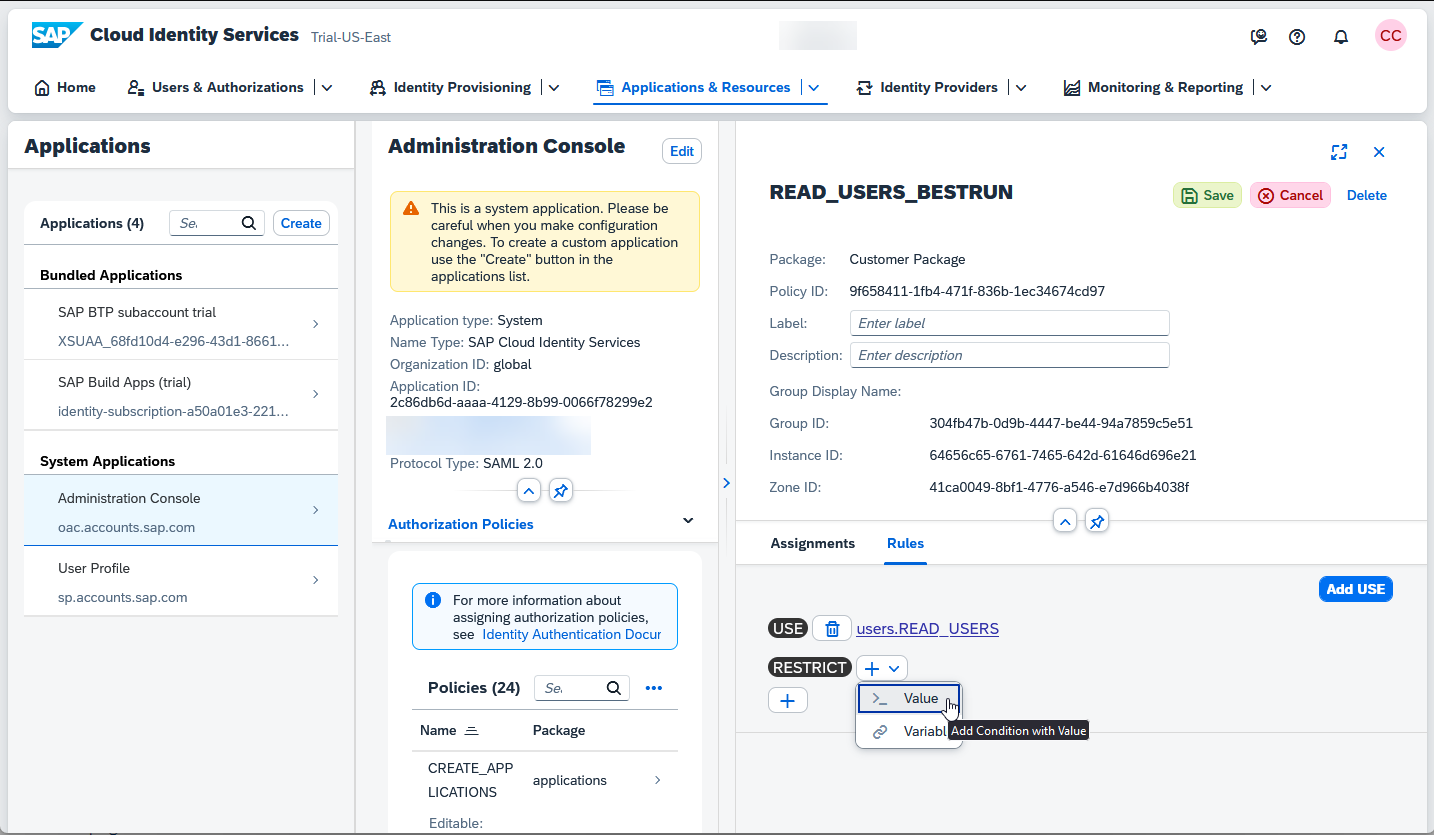 SAP Cloud Identity Services Trial-US-East
CC
Home Users & Authorizations Identity Provisioning Applications & Resources Identity Providers Monitoring & Reporting
Applications
Applications (4) Se Create
Bundled Applications
SAP BTP subaccount trial
XSUAA_68fd10d4-e296-43d1-8661...
SAP Build Apps (trial)
identity-subscription-a50a01e3-221...
System Applications
Administration Console
oac.accounts.sap.com
User Profile
sp.accounts.sap.com
Administration Console
Edit
This is a system application. Please be
careful when you make configuration
changes. To create a custom application
use the "Create" button in the
applications list.
Application type: System
Name Type: SAP Cloud Identity Services
Organization ID: global
Application ID:
2c86db6d-aaaa-4129-8b99-0066f78299e2
Protocol Type: SAML 2.0
Authorization Policies
For more information about
assigning authorization policies,
see Identity Authentication Docur
Policies (24) Se
Name Package
CREATE_APP
LICATIONS
applications
Editable:
READ_USERS_BESTRUN
Save Cancel Delete
Package: Customer Package
Policy ID: 9f658411-1fb4-471f-836b-1ec34674cd97
Label: Enter label
Description: Enter description
Group Display Name:
Group ID: 304fb47b-0d9b-4447-be44-94a7859c5e51
Instance ID: 64656c65-6761-7465-642d-61646d696e21
Zone ID: 41ca0049-8bf1-4776-a546-e7d966b4038f
Assignments Rules
Add USE
USE users.READ_USERS
RESTRICT
Value
Variabl
Add Condition with Value